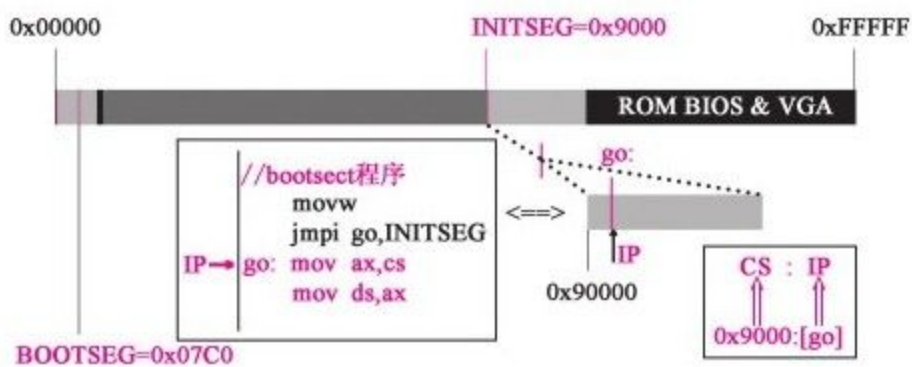 0x00000
INITSEG=0x9000
0xFFFFF
ROM BIOS & VGA
//bootsect程序
movw
jmpi go,INITSEG
IP
go: mov ax,cs
mov ds,ax
<==>
go:
IP
0x90000
CS : IP
0x9000:[go]
BOOTSEG=0x07C0